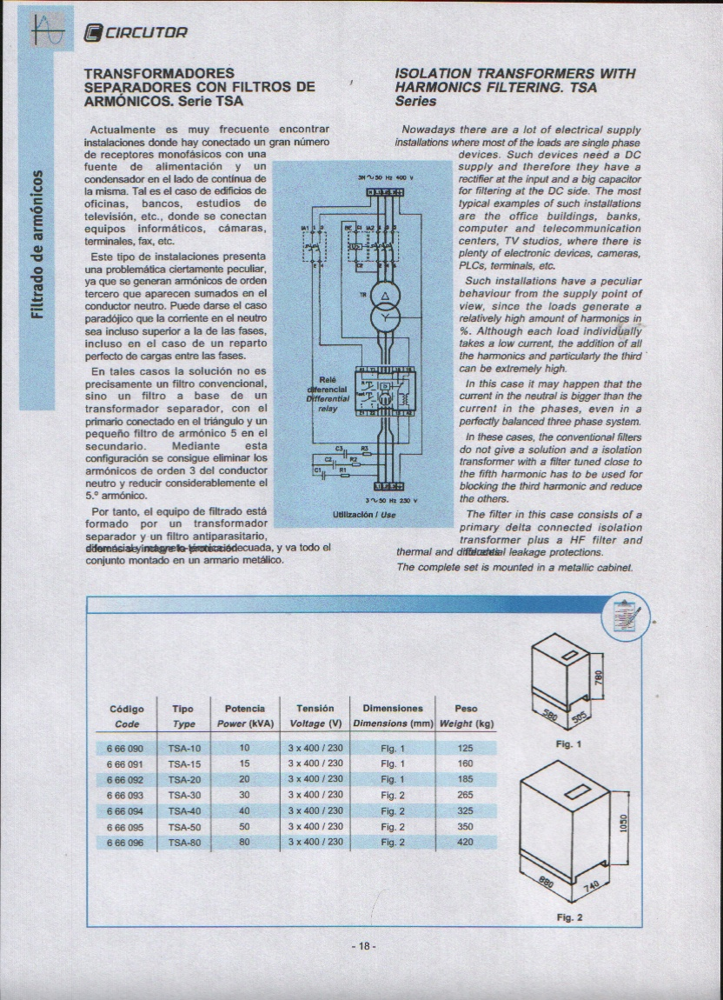 CIRCUTOR
Filtrado de armónicos
TRANSFORMADORES
SEPARADORES CON FILTROS DE
ARMÓNICOS. Serie TSA
Actualmente es muy frecuente encontrar
instalaciones donde hay conectado un gran número
de receptores monofásicos con una
fuente de alimentación y un
condensador en el lado de contínua de
la misma. Tal es el caso de edificios de
oficinas, bancos, estudios de
televisión, etc., donde se conectan
equipos informáticos, cámaras,
terminales, fax, etc.
Este tipo de instalaciones presenta
una problemática ciertamente peculiar,
ya que se generan armónicos de orden
tercero que aparecen sumados en el
conductor neutro. Puede darse el caso
paradójico que la corriente en el neutro
sea incluso superior a la de las fases,
incluso en el caso de un reparto
perfecto de cargas entre las fases.
En tales casos la solución no es
precisamente un filtro convencional,
sino un filtro a base de un
transformador separador, con el
primario conectado en el triángulo y un
pequeño filtro de armónico 5 en el
secundario. Mediante esta
configuración se consigue eliminar los
armónicos de orden 3 del conductor
neutro y reducir considerablemente el
5.º armónico.
Por tanto, el equipo de filtrado está
formado por un transformador
separador y un filtro antiparasitario,
adecuada, y va todo el
conjunto montado en un armario metálico.
ISOLATION TRANSFORMERS WITH
HARMONICS FILTERING. TSA
Series
Nowadays there are a lot of electrical supply
installations where most of the loads are single phase
devices. Such devices need a DC
supply and therefore they have a
rectifier at the input and a big capacitor
for filtering at the DC side. The most
typical examples of such installations
are the office buildings, banks,
computer and telecommunication
centers, TV studios, where there is
plenty of electronic devices, cameras,
PLCs, terminals, etc.
Such installations have a peculiar
behaviour from the supply point of
view, since the loads generate a
relatively high amount of harmonics in
%. Although each load individually
takes a low current, the addition of all
the harmonics and particularly the third
can be extremely high.
In this case it may happen that the
current in the neutral is bigger than the
current in the phases, even in a
perfectly balanced three phase system.
In these cases, the conventional filters
do not give a solution and a isolation
transformer with a filter tuned close to
the fifth harmonic has to be used for
blocking the third harmonic and reduce
the others.
The filter in this case consists of a
primary delta connected isolation
transformer plus a HF filter and
thermal and leakage protections.
The complete set is mounted in a metallic cabinet.
3N ∿ 50 Hz 400 V
N L1 L2 L3
IA1 1 3
BE C1 IA2 1 3 5
2 4
C2 2 4 6
TR
Relé
diferencial
Differential
relay
C3 R3
C2 R2
C1 R1
L1 L2 L3
3 ∿ 50 Hz 230 V
Utilización / Use
Código Tipo Potencia Tensión Dimensiones Peso
Code Type Power (kVA) Voltage (V) Dimensions (mm) Weight (kg)
6 66 090 TSA-10 10 3 x 400 / 230 Fig. 1 125
6 66 091 TSA-15 15 3 x 400 / 230 Fig. 1 160
6 66 092 TSA-20 20 3 x 400 / 230 Fig. 1 185
6 66 093 TSA-30 30 3 x 400 / 230 Fig. 2 265
6 66 094 TSA-40 40 3 x 400 / 230 Fig. 2 325
6 66 095 TSA-50 50 3 x 400 / 230 Fig. 2 350
6 66 096 TSA-80 80 3 x 400 / 230 Fig. 2 420
780
580 505
Fig. 1
1050
880 740
Fig. 2
- 18 -